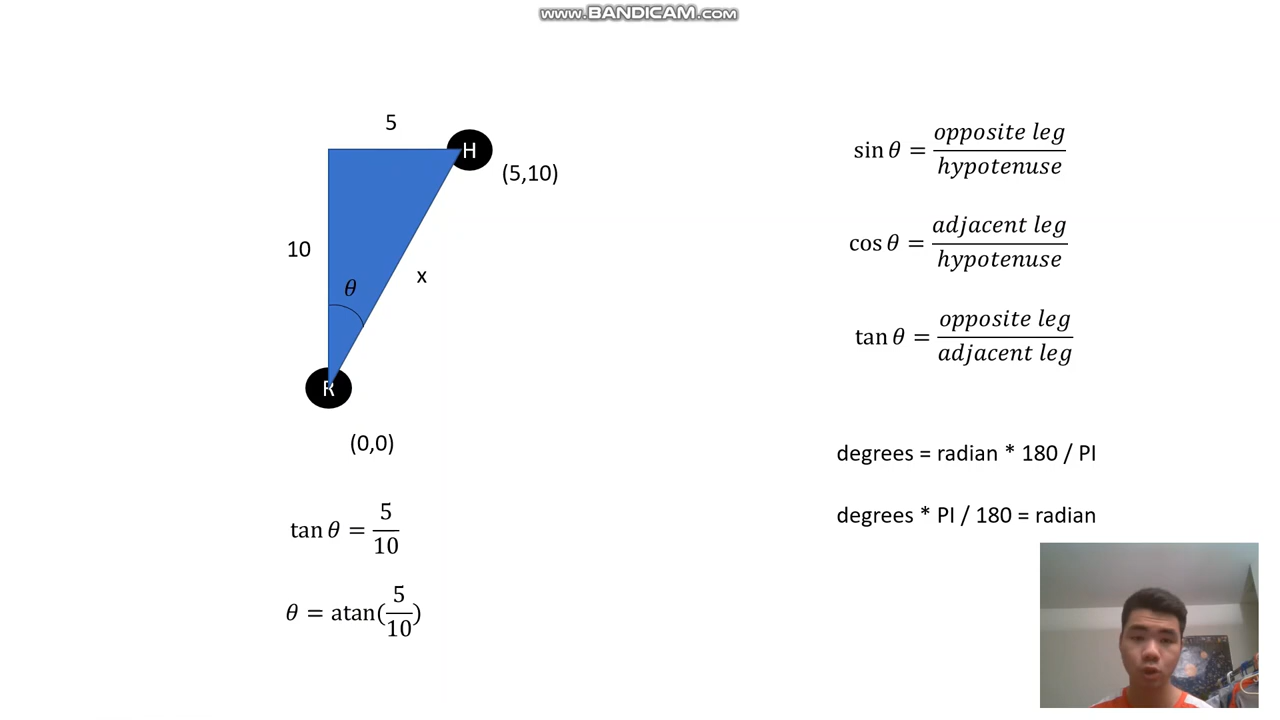 www.BANDICAM.com
5
H
(5,10)
10
θ
x
R
(0,0)
tan θ = 5/10
θ = atan(5/10)
sin θ = opposite leg/hypotenuse
cos θ = adjacent leg/hypotenuse
tan θ = opposite leg/adjacent leg
degrees = radian * 180 / PI
degrees * PI / 180 = radian